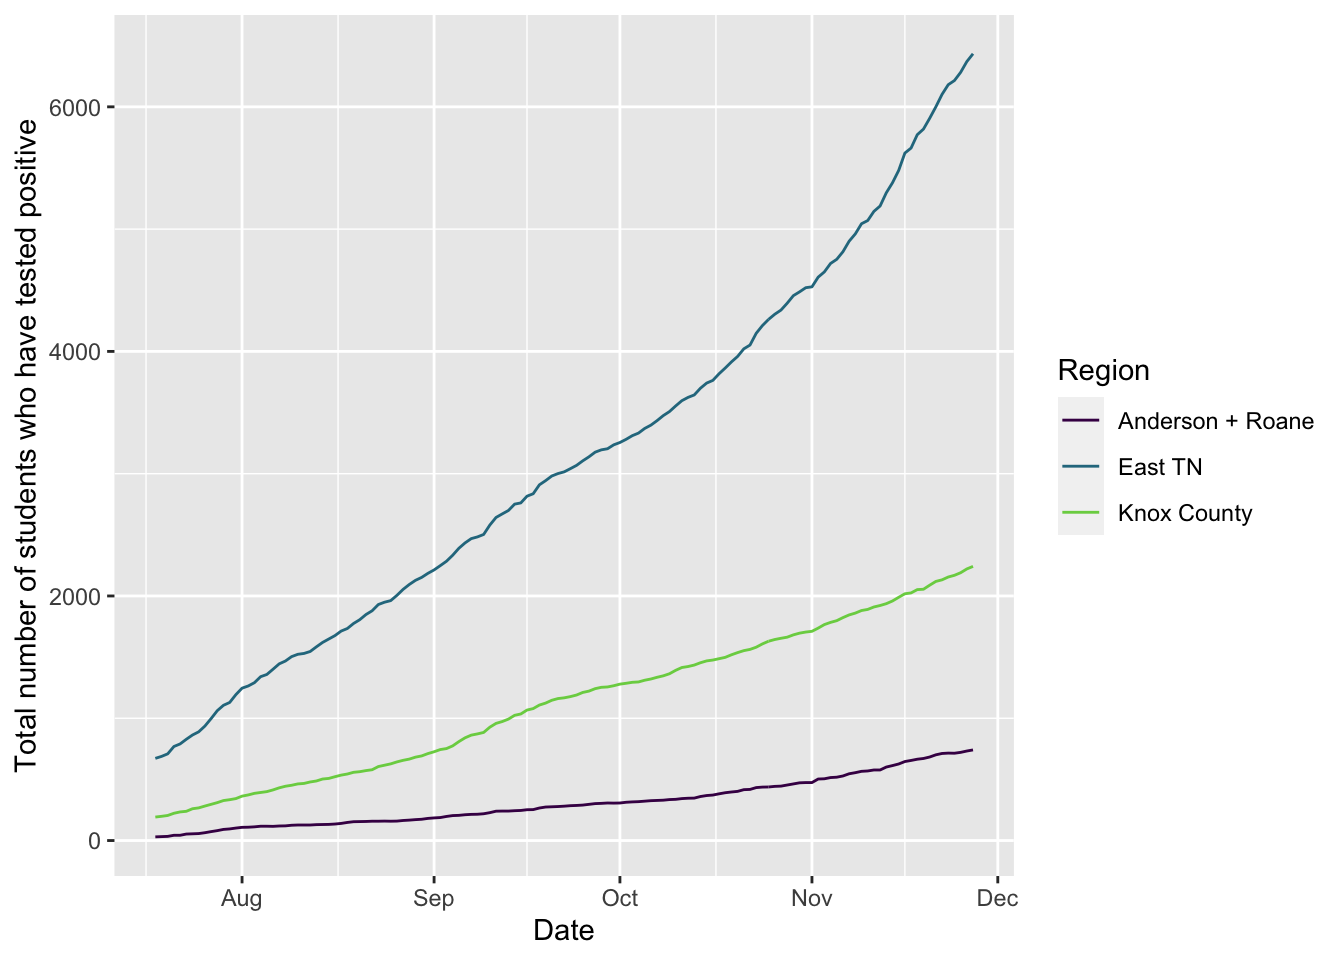 Total number of students who have tested positive
6000
4000
2000
0
Aug
Sep
Oct
Nov
Dec
Date
Region
Anderson + Roane
East TN
Knox County